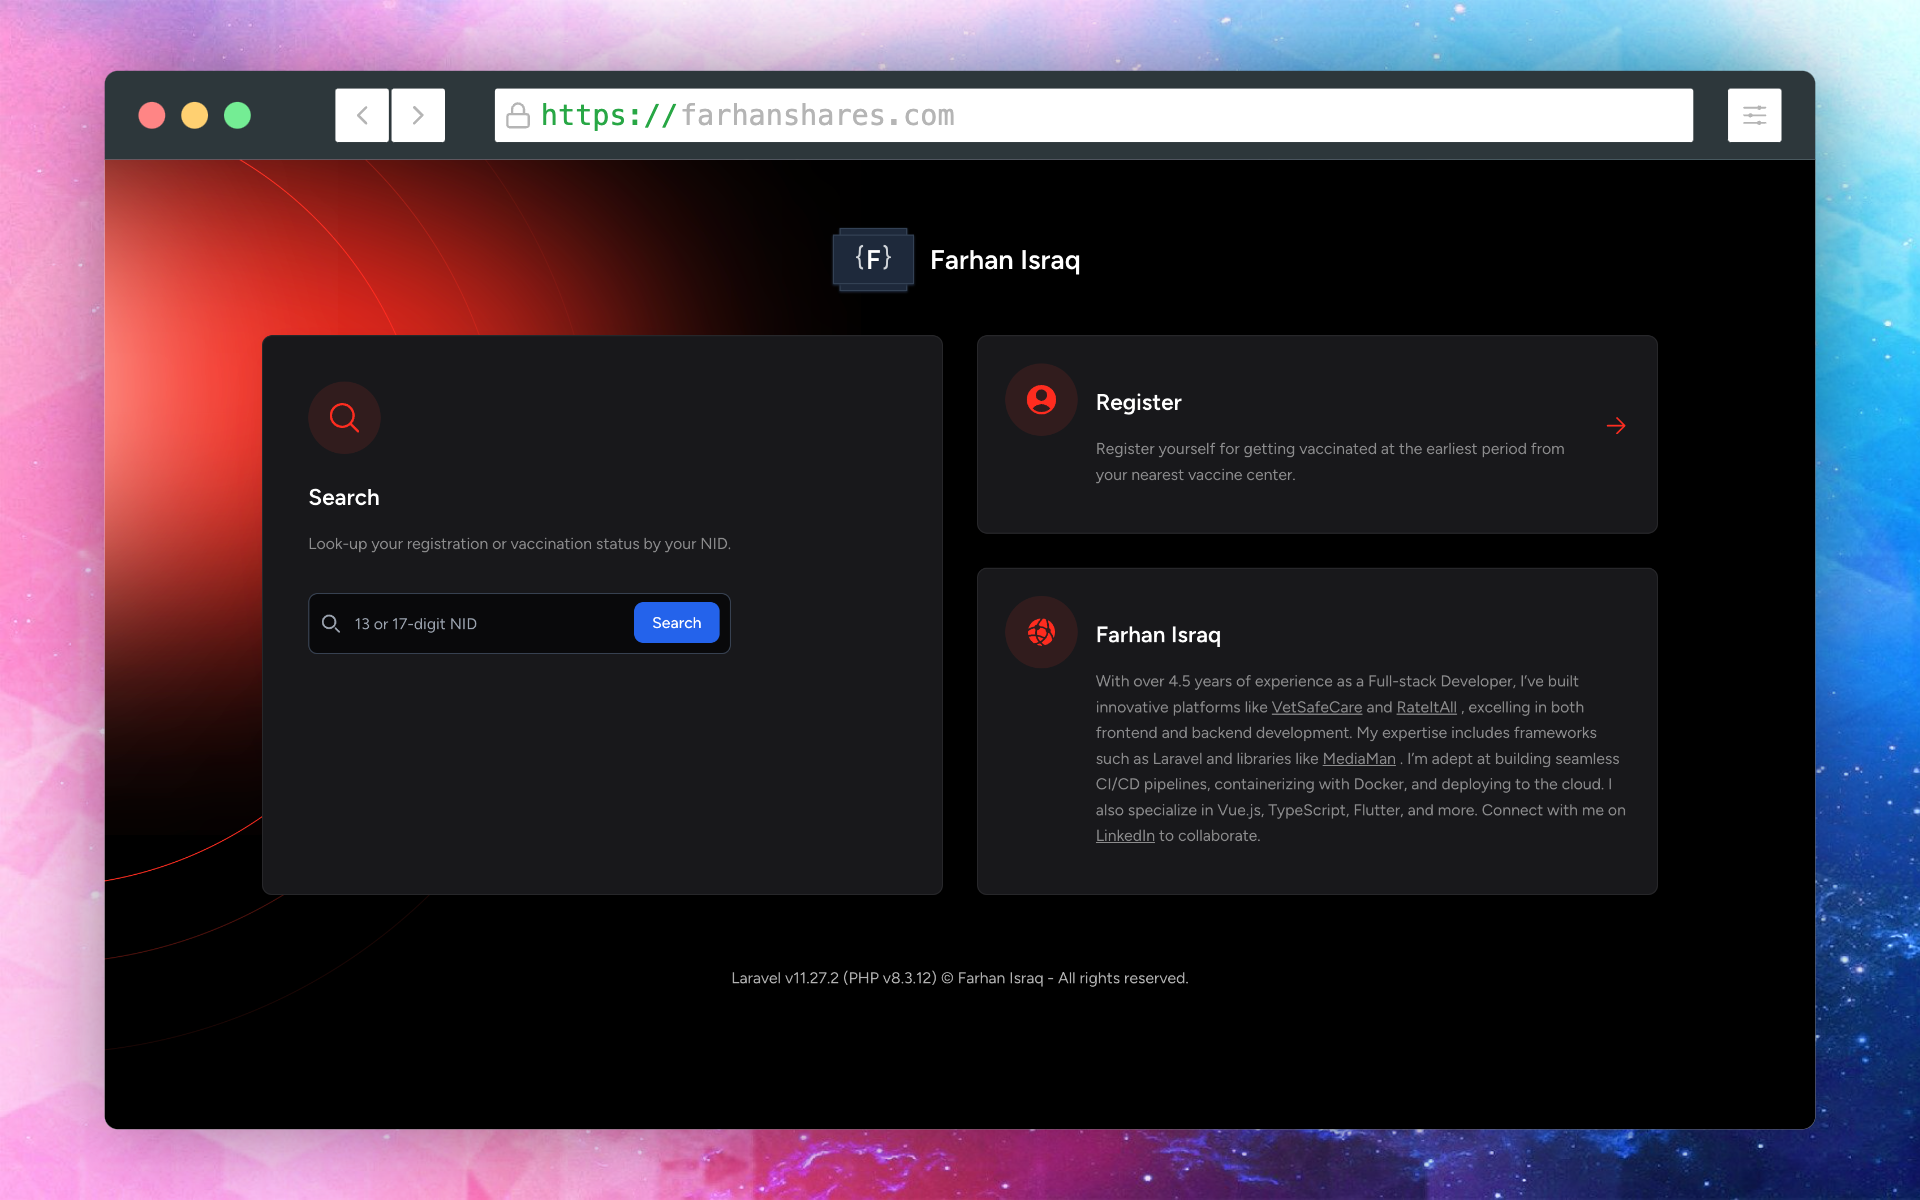 https://farhanshares.com
{F}
Farhan Israq
Search
Look-up your registration or vaccination status by your NID.
13 or 17-digit NID
Search
Register
Register yourself for getting vaccinated at the earliest period from
your nearest vaccine center.
Farhan Israq
With over 4.5 years of experience as a Full-stack Developer, I've built
innovative platforms like VetSafeCare and RateItAll , excelling in both
frontend and backend development. My expertise includes frameworks
such as Laravel and libraries like MediaMan . I'm adept at building seamless
CI/CD pipelines, containerizing with Docker, and deploying to the cloud. I
also specialize in Vue.js, TypeScript, Flutter, and more. Connect with me on
LinkedIn to collaborate.
Laravel v11.27.2 (PHP v8.3.12) © Farhan Israq - All rights reserved.